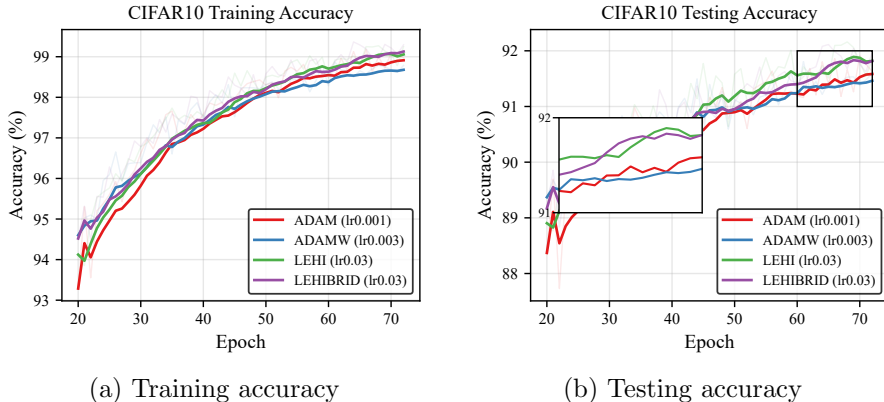 CIFAR10 Training Accuracy
Accuracy (%)
99
98
97
96
95
94
93
20
30
40
50
60
70
Epoch
ADAM (lr0.001)
ADAMW (lr0.003)
LEHI (lr0.03)
LEHIBRID (lr0.03)
(a) Training accuracy
CIFAR10 Testing Accuracy
Accuracy (%)
92
91
90
89
88
92
91
20
30
40
50
60
70
Epoch
ADAM (lr0.001)
ADAMW (lr0.003)
LEHI (lr0.03)
LEHIBRID (lr0.03)
(b) Testing accuracy